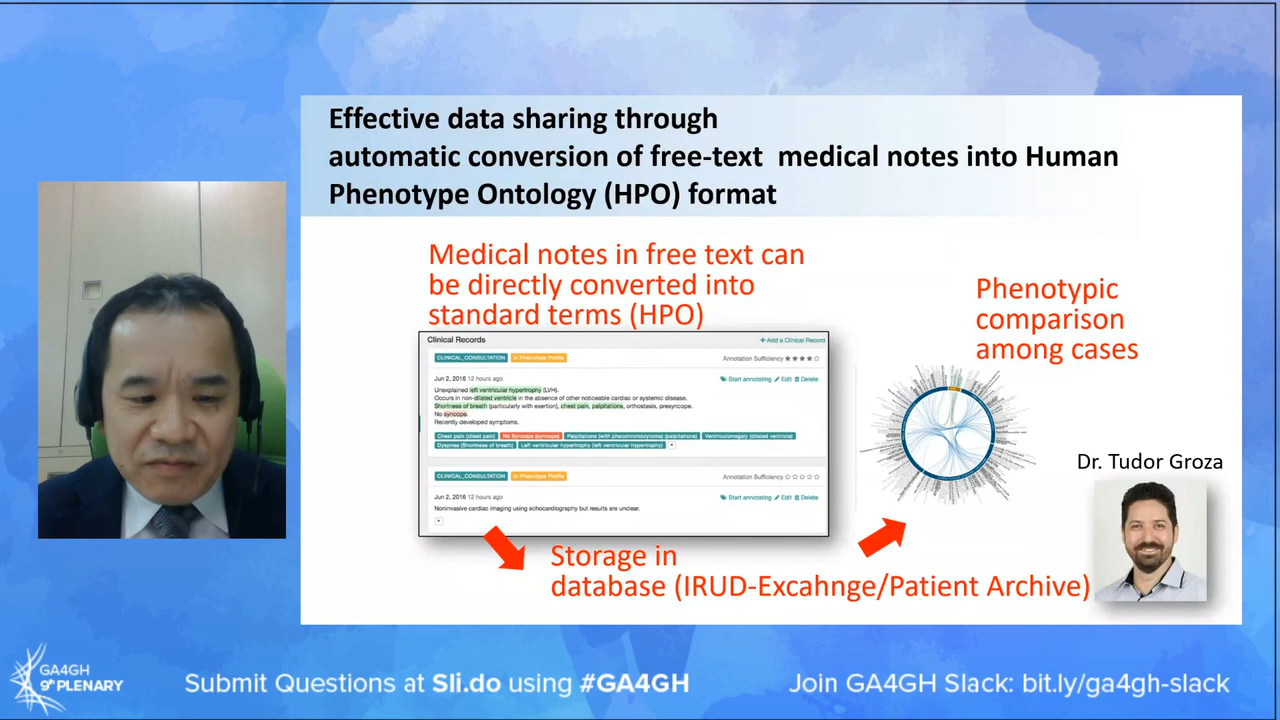 Effective data sharing through
automatic conversion of free-text medical notes into Human
Phenotype Ontology (HPO) format
Medical notes in free text can
be directly converted into
standard terms (HPO)
Phenotypic
comparison
among cases
Clinical Records
+ Add a Clinical Record
CLINICAL_CONSULTATION In Phenotype Profile Annotation Sufficiency
Jun 2, 2016 12 hours ago Start annotating Edit Delete
Unexplained left ventricular hypertrophy (LVH).
Occurs in non-dilated ventricle in the absence of other noticeable cardiac or systemic disease.
Shortness of breath (particularly with exertion), chest pain, palpitations, orthostasis, presyncope.
No syncope.
Recently developed symptoms.
Chest pain (chest pain) No Syncope (syncope) Palpitations (with pheochromocytoma) (palpitations) Ventriculomegaly (dilated ventricle)
Dyspnea (Shortness of breath) Left ventricular hypertrophy (left ventricular hypertrophy)
CLINICAL_CONSULTATION In Phenotype Profile Annotation Sufficiency
Jun 2, 2016 12 hours ago Start annotating Edit Delete
Noninvasive cardiac imaging using echocardiography but results are unclear.
Dr. Tudor Groza
Storage in
database (IRUD-Excahnge/Patient Archive)
GA4GH
9th PLENARY
Submit Questions at Sli.do using #GA4GH
Join GA4GH Slack: bit.ly/ga4gh-slack